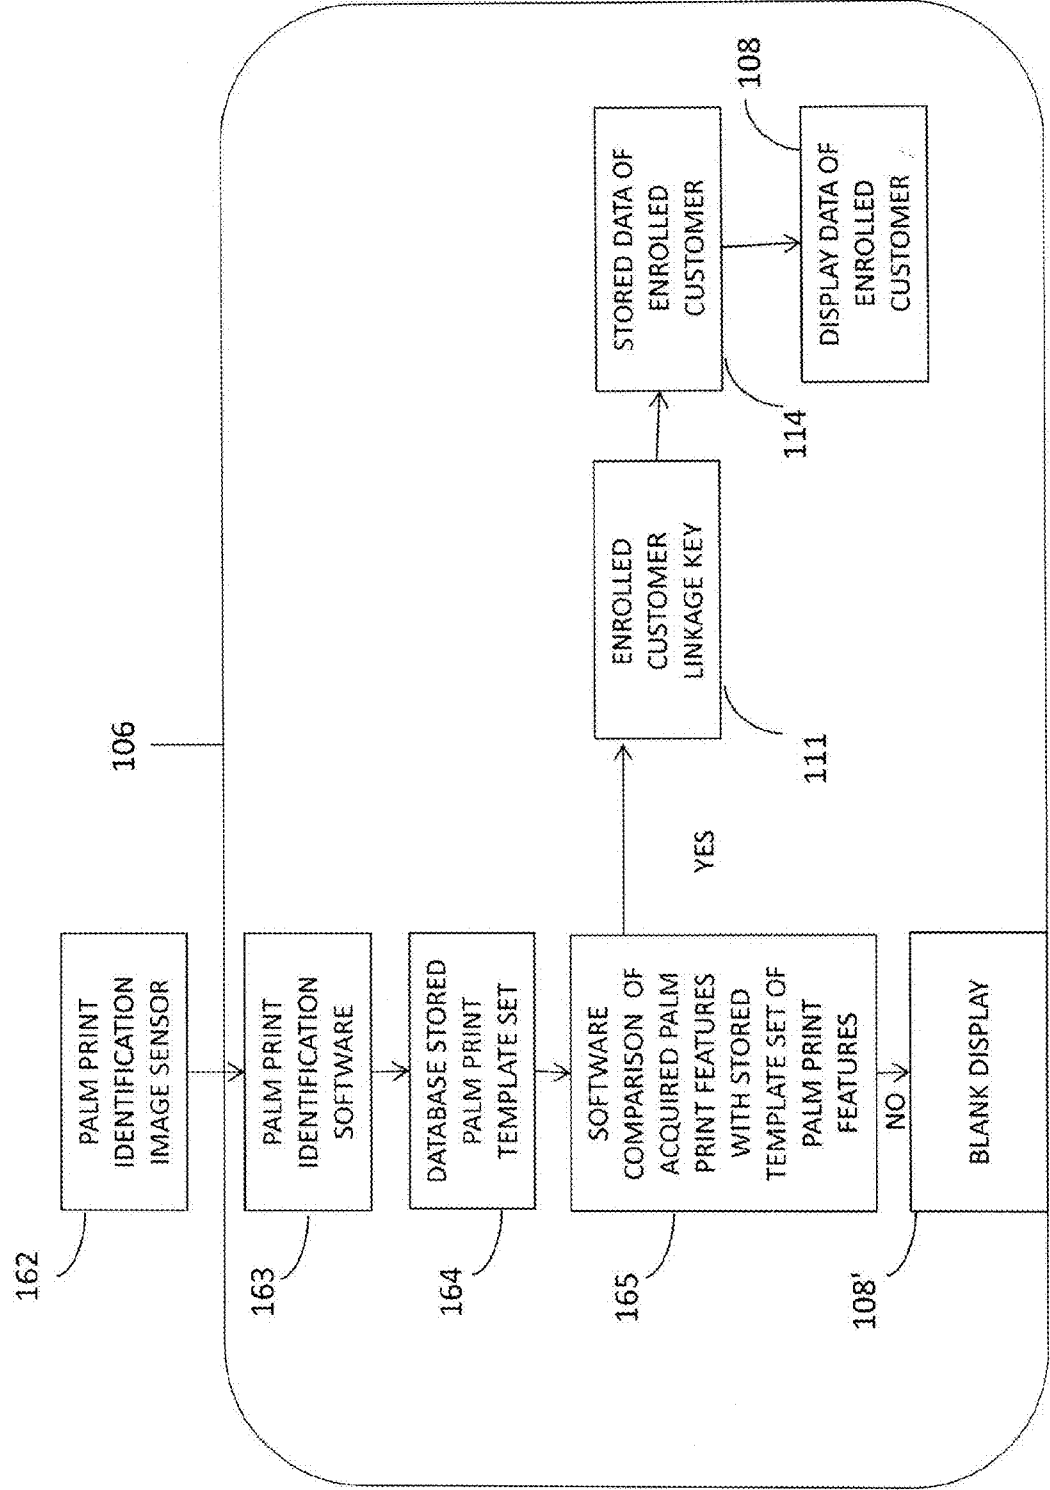 162
PALM PRINT
IDENTIFICATION
IMAGE SENSOR
106
163
PALM PRINT
IDENTIFICATION
SOFTWARE
164
DATABASE STORED
PALM PRINT
TEMPLATE SET
165
SOFTWARE
COMPARISON OF
ACQUIRED PALM
PRINT FEATURES
WITH STORED
TEMPLATE SET OF
PALM PRINT
FEATURES
YES
ENROLLED
CUSTOMER
LINKAGE KEY
111
STORED DATA OF
ENROLLED
CUSTOMER
114
108
DISPLAY DATA OF
ENROLLED
CUSTOMER
NO
108'
BLANK DISPLAY